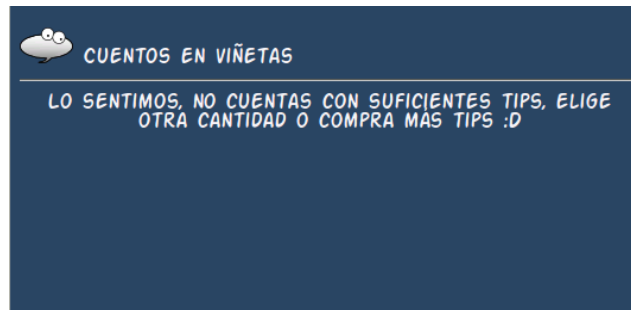 CUENTOS EN VIÑETAS
LO SENTIMOS, NO CUENTAS CON SUFICIENTES TIPS, ELIGE
OTRA CANTIDAD O COMPRA MÁS TIPS :D